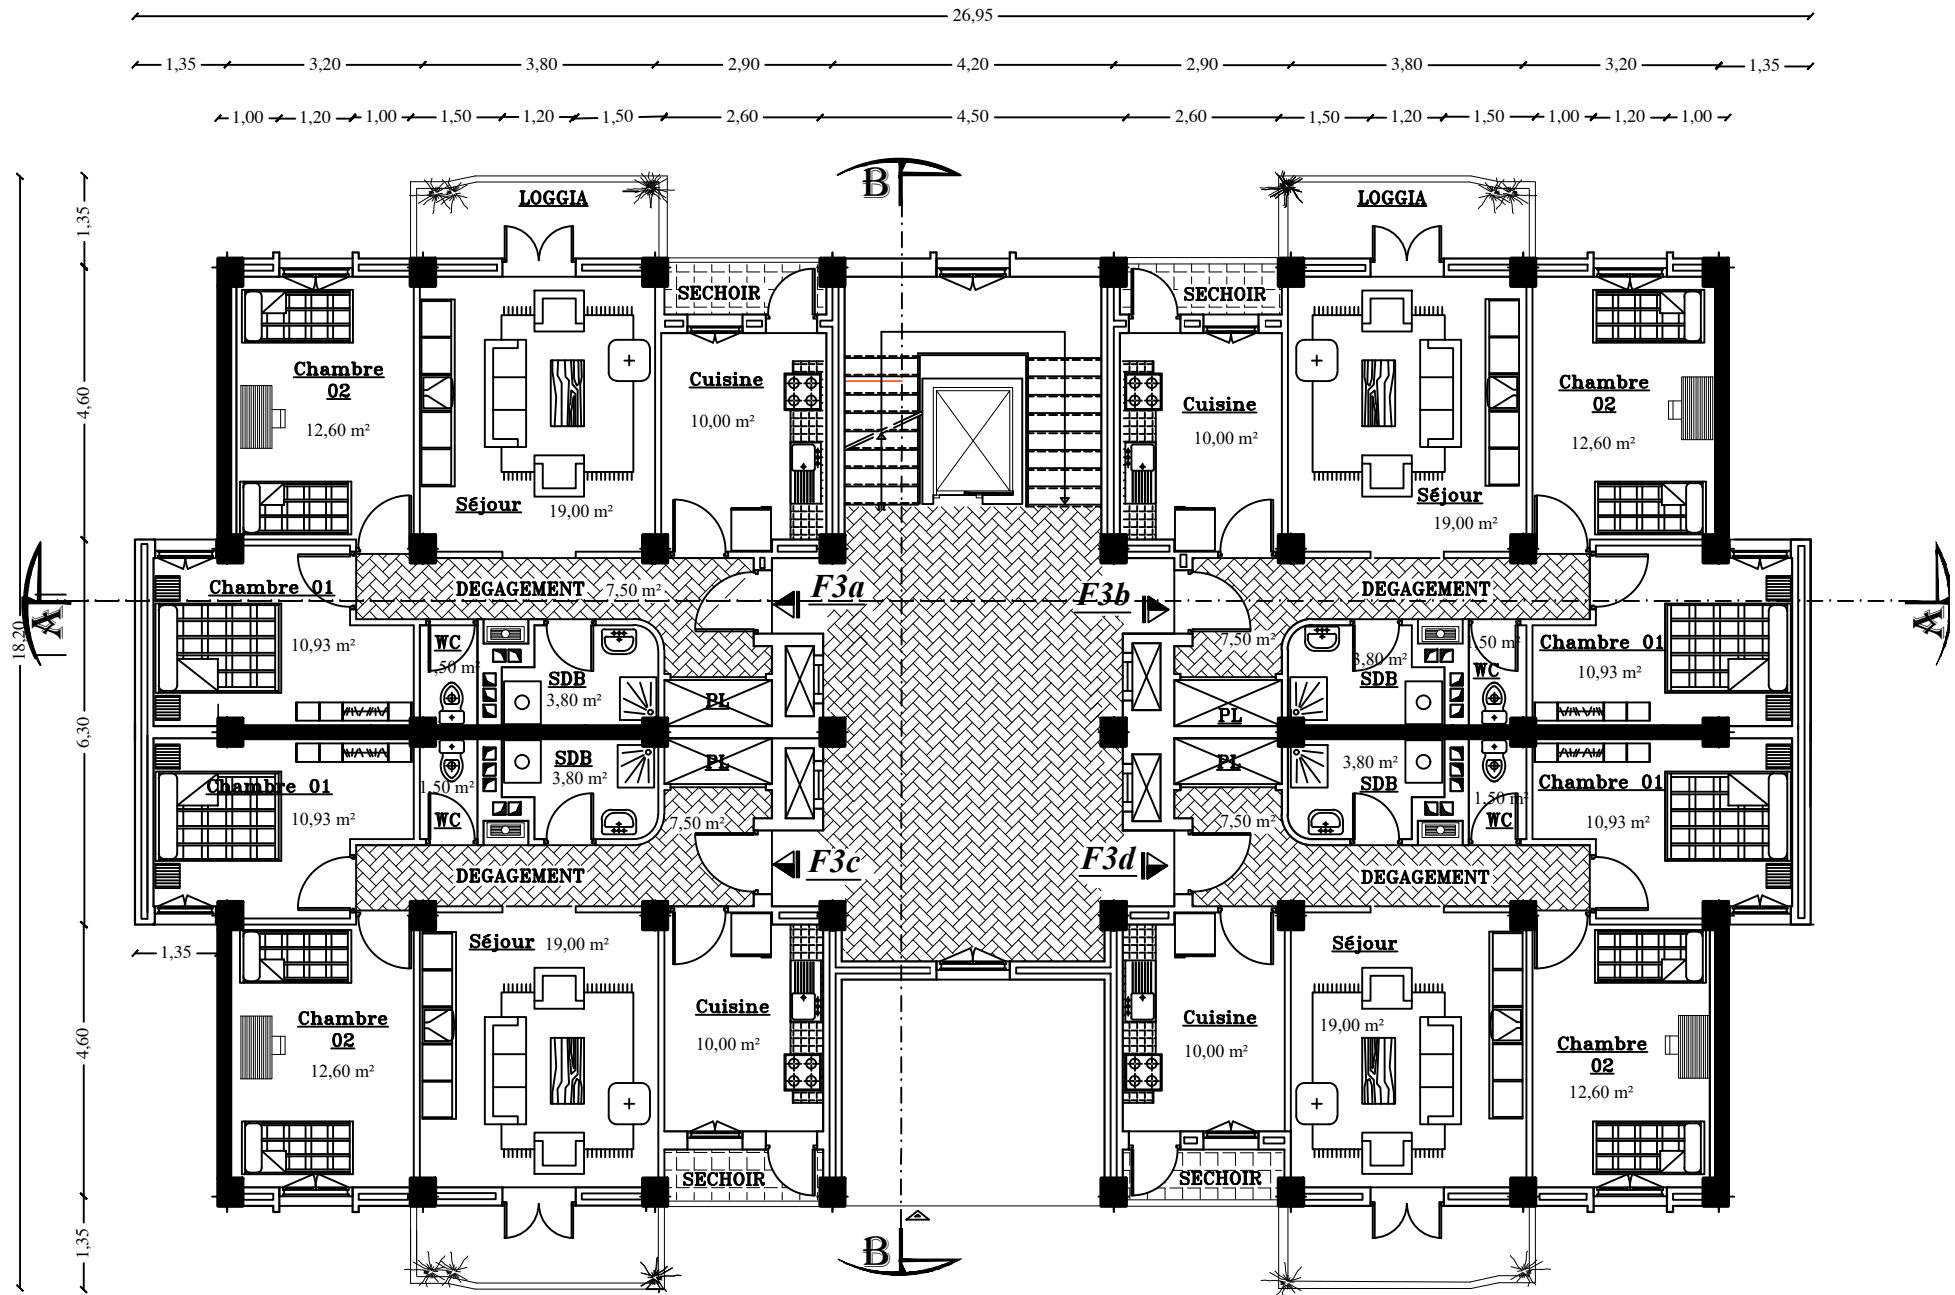 26,95
1,35 3,20 3,80 2,90 4,20 2,90 3,80 3,20 1,35
1,00 1,20 1,00 1,50 1,20 1,50 2,60 4,50 2,60 1,50 1,20 1,50 1,00 1,20 1,00
B
LOGGIA LOGGIA
1,35
SECHOIR SECHOIR
Chambre
02
12,60 m²
Cuisine
10,00 m²
Séjour
19,00 m²
Cuisine
10,00 m²
Séjour
19,00 m²
Chambre
02
12,60 m²
4,60
Chambre 01
10,93 m²
DEGAGEMENT 7,50 m²
F3a F3b
DEGAGEMENT
7,50 m²
A A
18,20
WC
SDB
3,80 m²
PL
3,80 m²
SDB
WC
PL
Chambre 01
10,93 m²
6,30
Chambre 01
10,93 m²
1,50 m²
WC
SDB
3,80 m²
PL
7,50 m²
PL
7,50 m²
3,80 m²
SDB
1,50 m²
WC
Chambre 01
10,93 m²
DEGAGEMENT
F3c F3d
DEGAGEMENT
1,35
Séjour 19,00 m²
Séjour
19,00 m²
Chambre
02
12,60 m²
Cuisine
10,00 m²
Cuisine
10,00 m²
Chambre
02
12,60 m²
4,60
SECHOIR SECHOIR
1,35
B